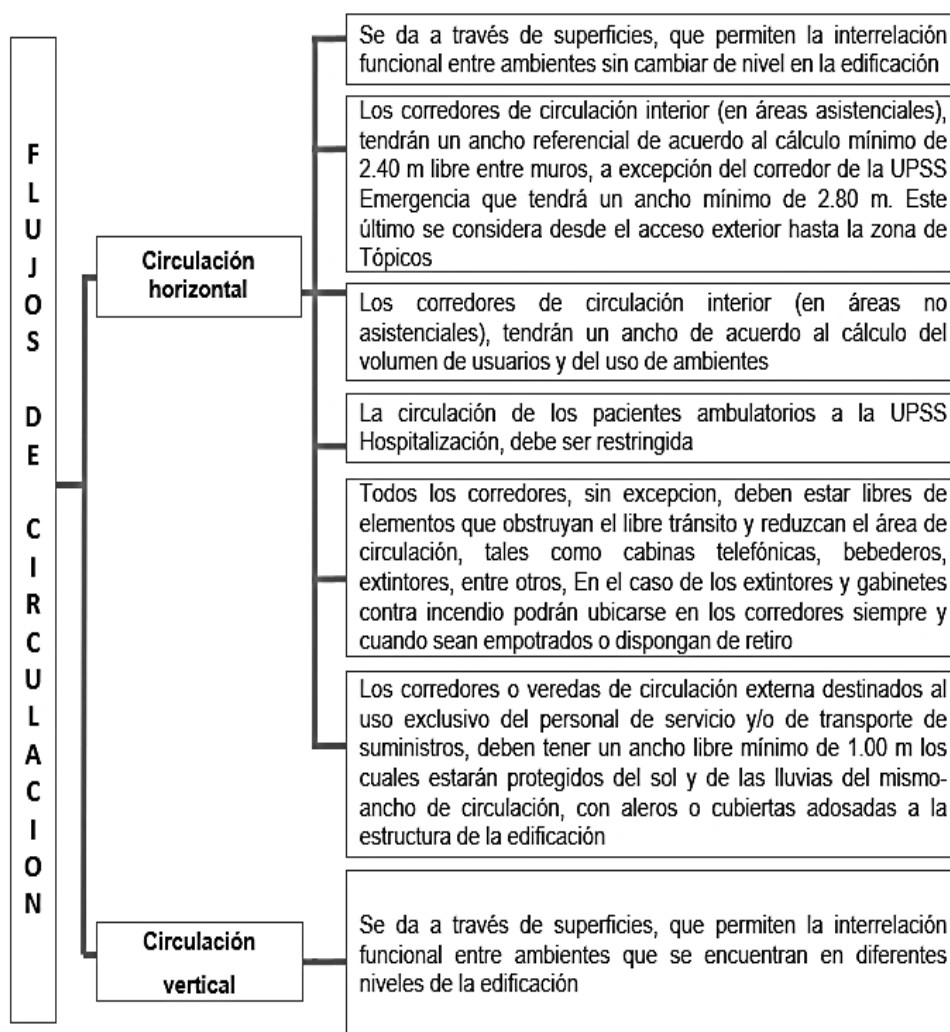 FLUJOS DE CIRCULACION
Circulación
horizontal
Se da a través de superficies, que permiten la interrelación
funcional entre ambientes sin cambiar de nivel en la edificación
Los corredores de circulación interior (en áreas asistenciales),
tendrán un ancho referencial de acuerdo al cálculo mínimo de
2.40 m libre entre muros, a excepción del corredor de la UPSS
Emergencia que tendrá un ancho mínimo de 2.80 m. Este
último se considera desde el acceso exterior hasta la zona de
Tópicos
Los corredores de circulación interior (en áreas no
asistenciales), tendrán un ancho de acuerdo al cálculo del
volumen de usuarios y del uso de ambientes
La circulación de los pacientes ambulatorios a la UPSS
Hospitalización, debe ser restringida
Todos los corredores, sin excepcion, deben estar libres de
elementos que obstruyan el libre tránsito y reduzcan el área de
circulación, tales como cabinas telefónicas, bebederos,
extintores, entre otros, En el caso de los extintores y gabinetes
contra incendio podrán ubicarse en los corredores siempre y
cuando sean empotrados o dispongan de retiro
Los corredores o veredas de circulación externa destinados al
uso exclusivo del personal de servicio y/o de transporte de
suministros, deben tener un ancho libre mínimo de 1.00 m los
cuales estarán protegidos del sol y de las lluvias del mismo-
ancho de circulación, con aleros o cubiertas adosadas a la
estructura de la edificación
Circulación
vertical
Se da a través de superficies, que permiten la interrelación
funcional entre ambientes que se encuentran en diferentes
niveles de la edificación